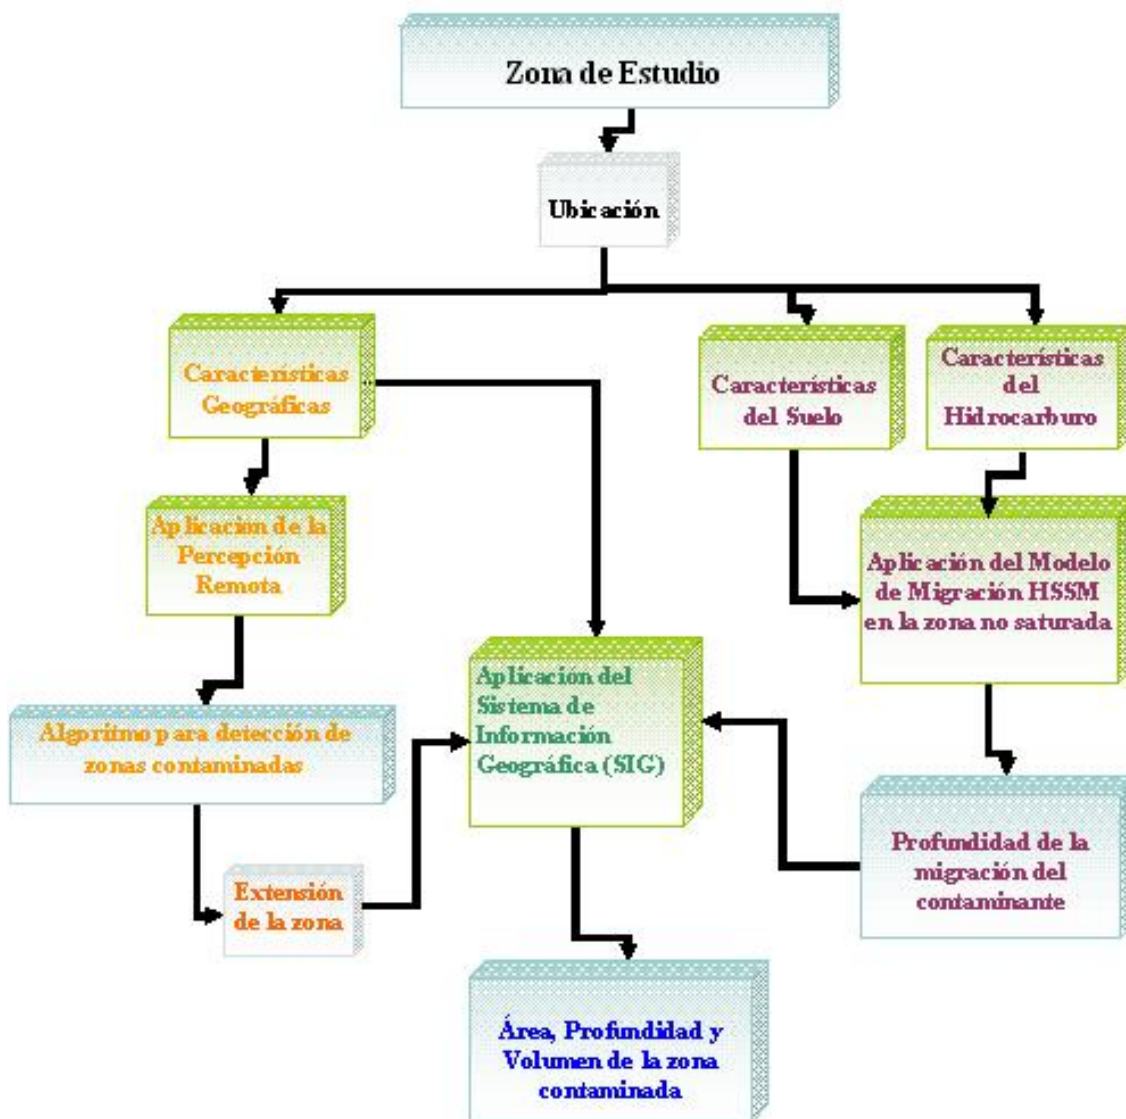 Zona de Estudio
Ubicación
Características
Geográficas
Características
del Suelo
Características
del
Hidrocarburo
Aplicacion de la
Percepción
Remota
Aplicación del Modelo
de Migración HSSM
en la zona no saturada
Aplicación del
Sistema de
Información
Geográfica (SIG)
Algoritmo para detección de
zonas contaminadas
Extensión
de la zona
Profundidad de la
migración del
contaminante
Área, Profundidad y
Volumen de la zona
contaminada